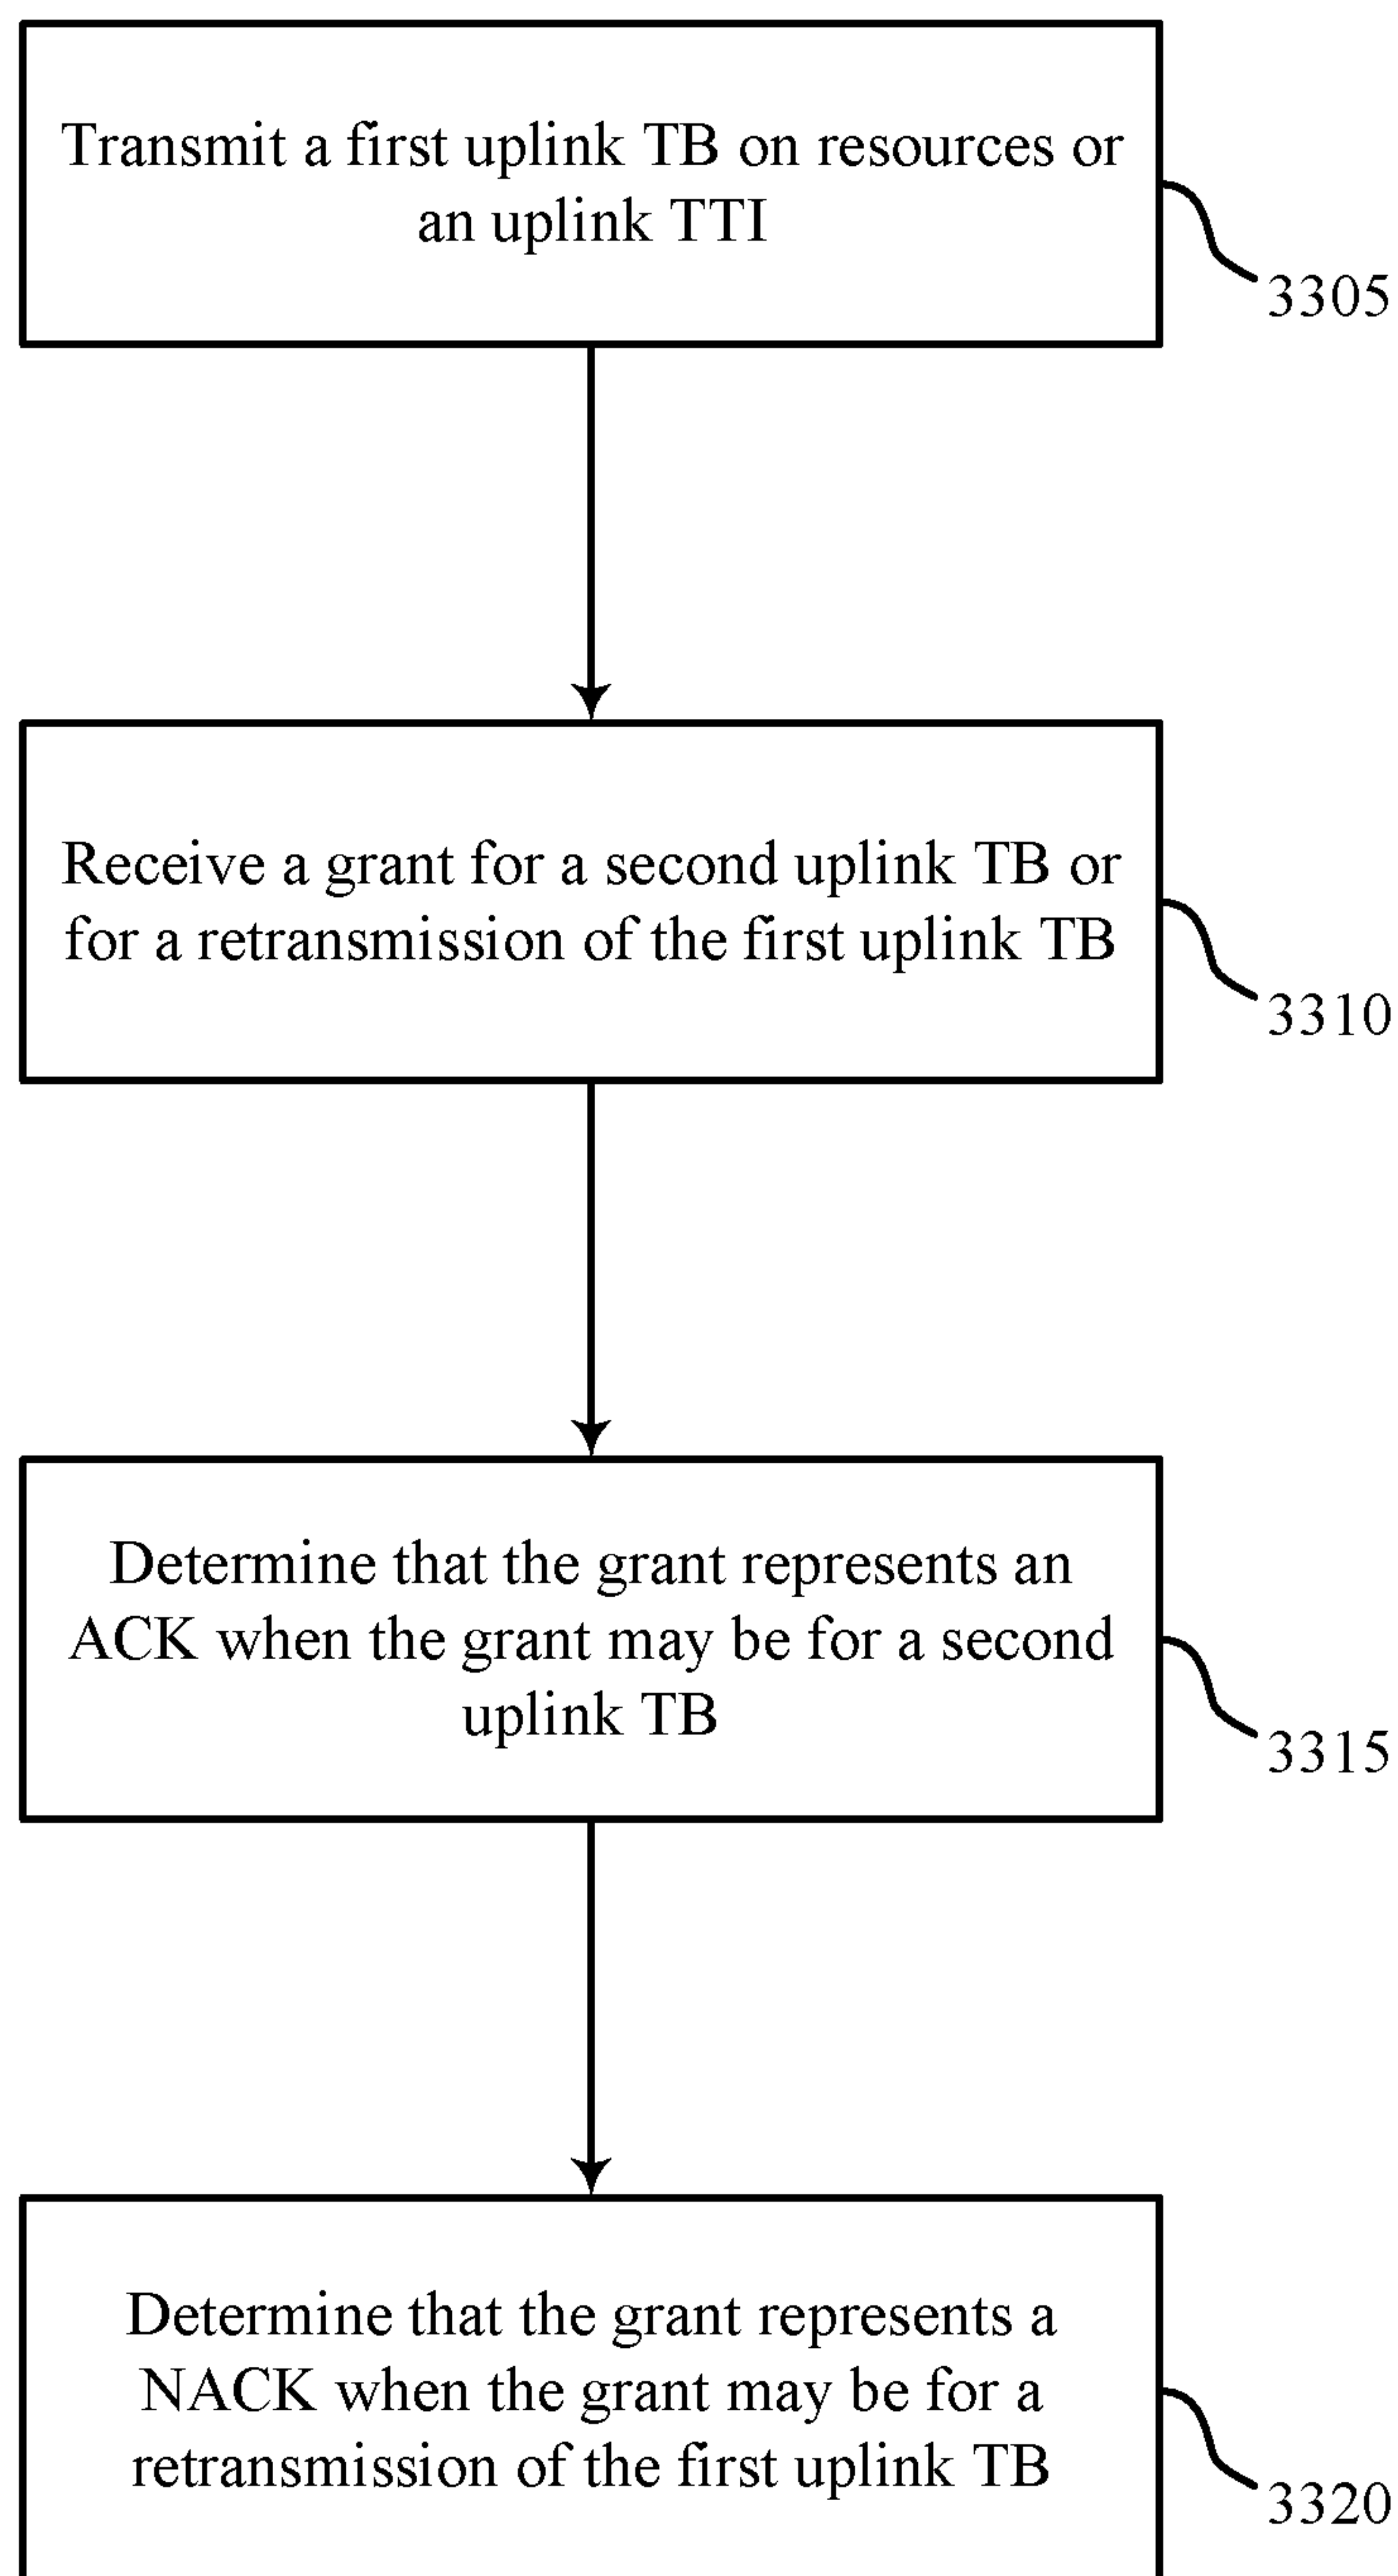 Transmit a first uplink TB on resources or
an uplink TTI
3305
Receive a grant for a second uplink TB or
for a retransmission of the first uplink TB
3310
Determine that the grant represents an
ACK when the grant may be for a second
uplink TB
3315
Determine that the grant represents a
NACK when the grant may be for a
retransmission of the first uplink TB
3320